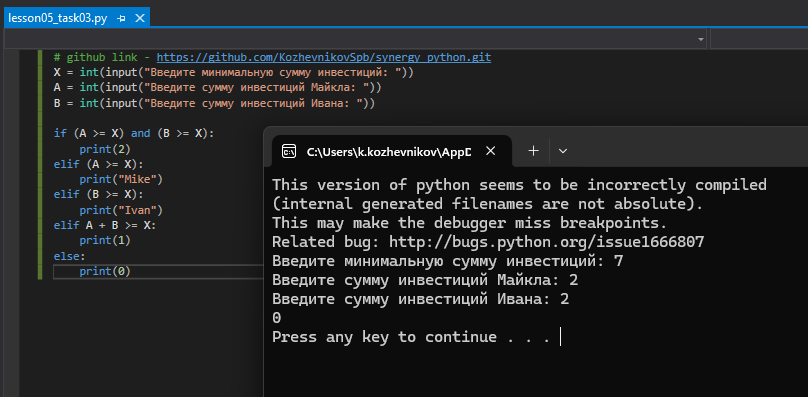 lesson05_task03.py
# github link - https://github.com/KozhevnikovSpb/synergy_python.git
X = int(input("Введите минимальную сумму инвестиций: "))
A = int(input("Введите сумму инвестиций Майкла: "))
B = int(input("Введите сумму инвестиций Ивана: "))
if (A >= X) and (B >= X):
    print(2)
elif (A >= X):
    print("Mike")
elif (B >= X):
    print("Ivan")
elif A + B >= X:
    print(1)
else:
    print(0)
C:\Users\k.kozhevnikov\AppD
This version of python seems to be incorrectly compiled
(internal generated filenames are not absolute).
This may make the debugger miss breakpoints.
Related bug: http://bugs.python.org/issue1666807
Введите минимальную сумму инвестиций: 7
Введите сумму инвестиций Майкла: 2
Введите сумму инвестиций Ивана: 2
0
Press any key to continue . . .